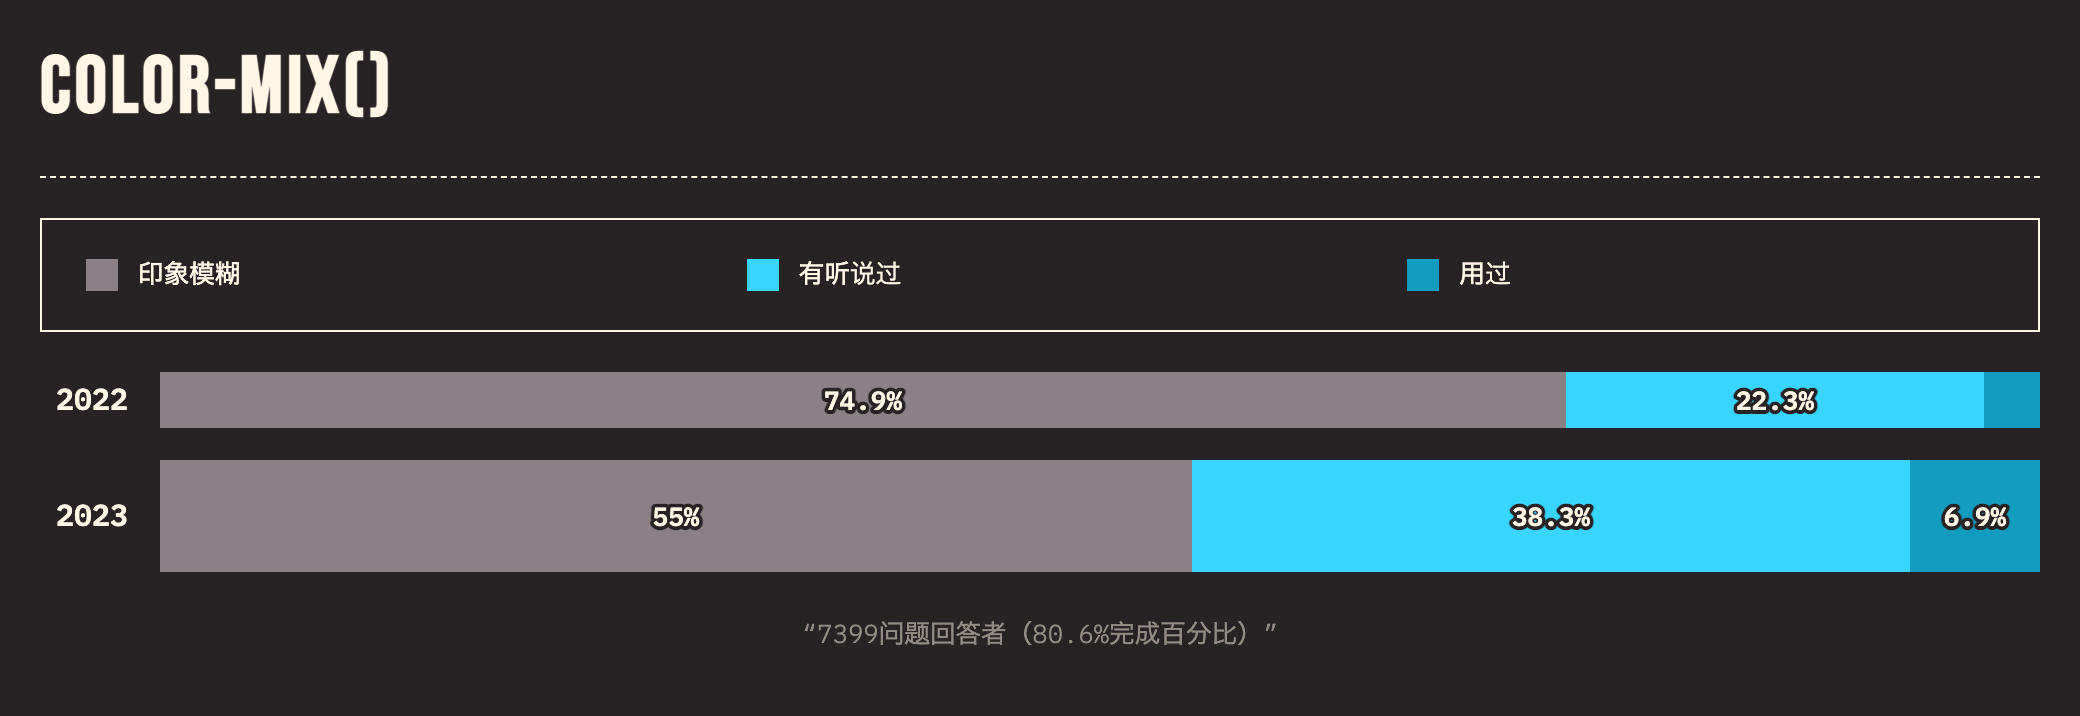 COLOR-MIX()
印象模糊 有听说过 用过
2022 74.9% 22.3%
2023 55% 38.3% 6.9%
“7399问题回答者（80.6%完成百分比）”